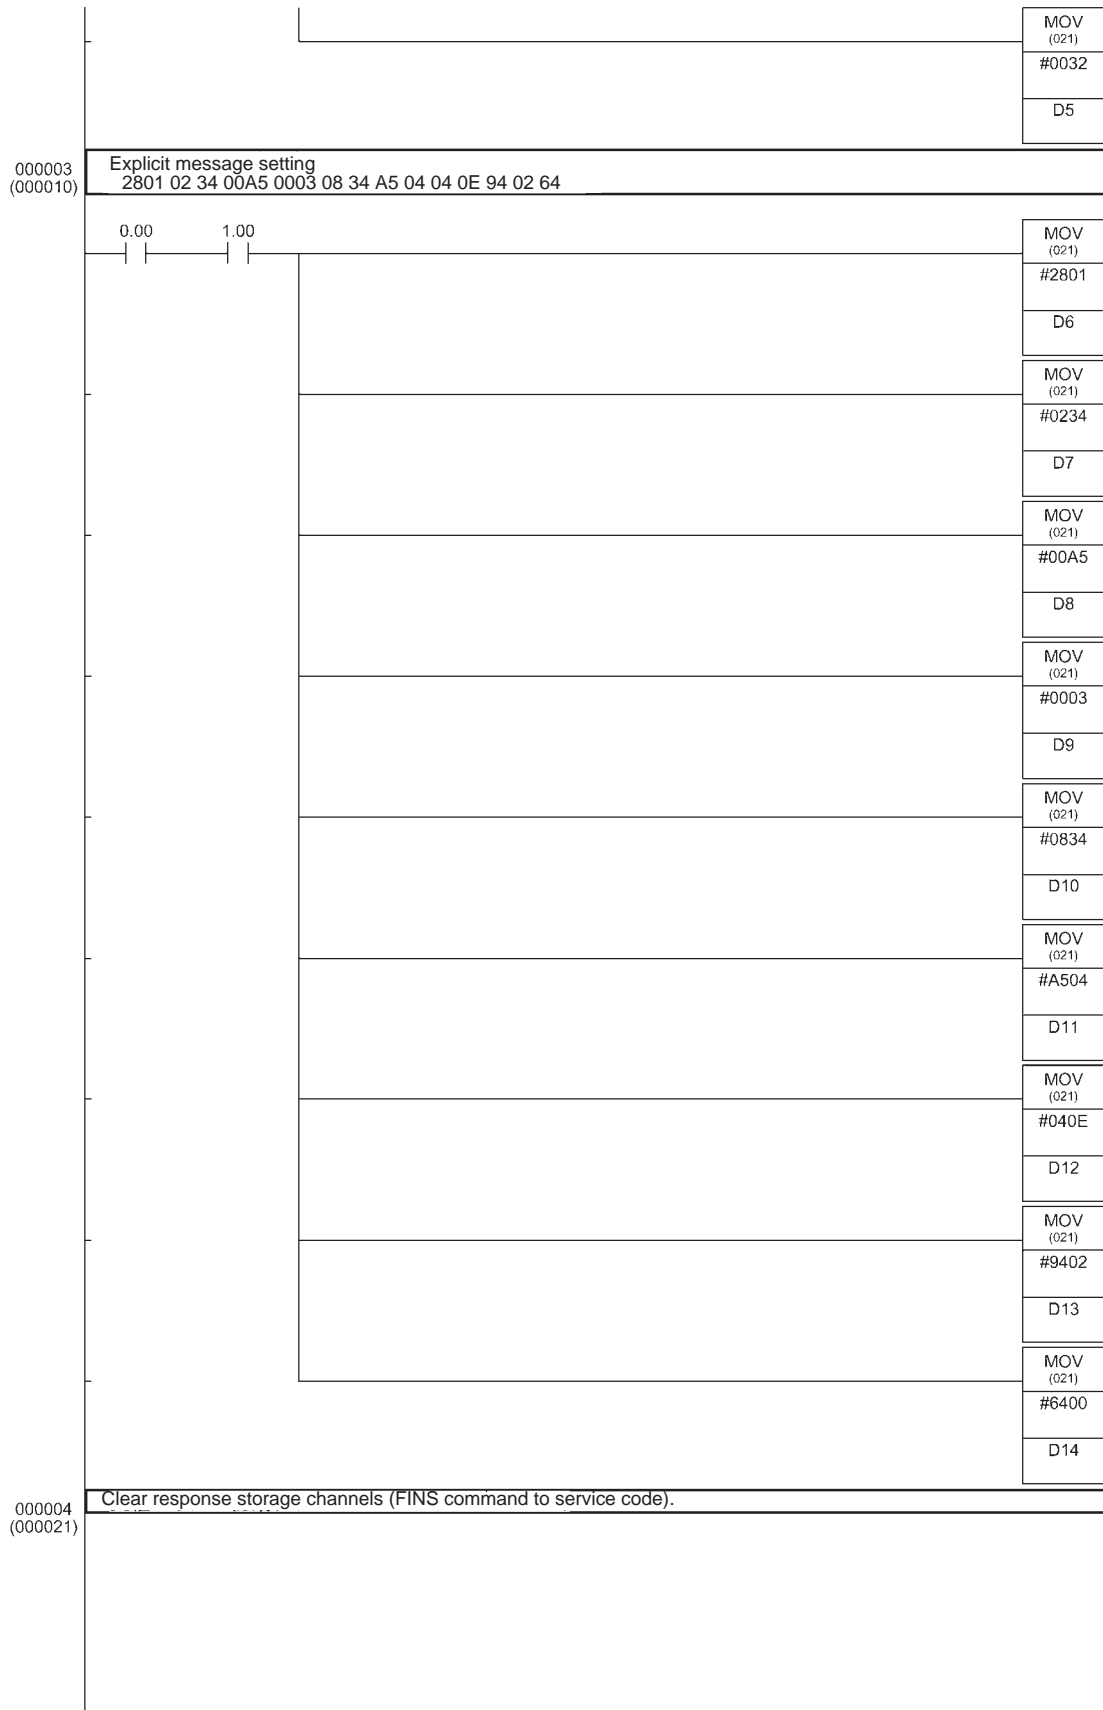 MOV
(021)
#0032
D5
000003
(000010)
Explicit message setting
2801 02 34 00A5 0003 08 34 A5 04 04 0E 94 02 64
0.00 1.00
MOV
(021)
#2801
D6
MOV
(021)
#0234
D7
MOV
(021)
#00A5
D8
MOV
(021)
#0003
D9
MOV
(021)
#0834
D10
MOV
(021)
#A504
D11
MOV
(021)
#040E
D12
MOV
(021)
#9402
D13
MOV
(021)
#6400
D14
000004
(000021)
Clear response storage channels (FINS command to service code).